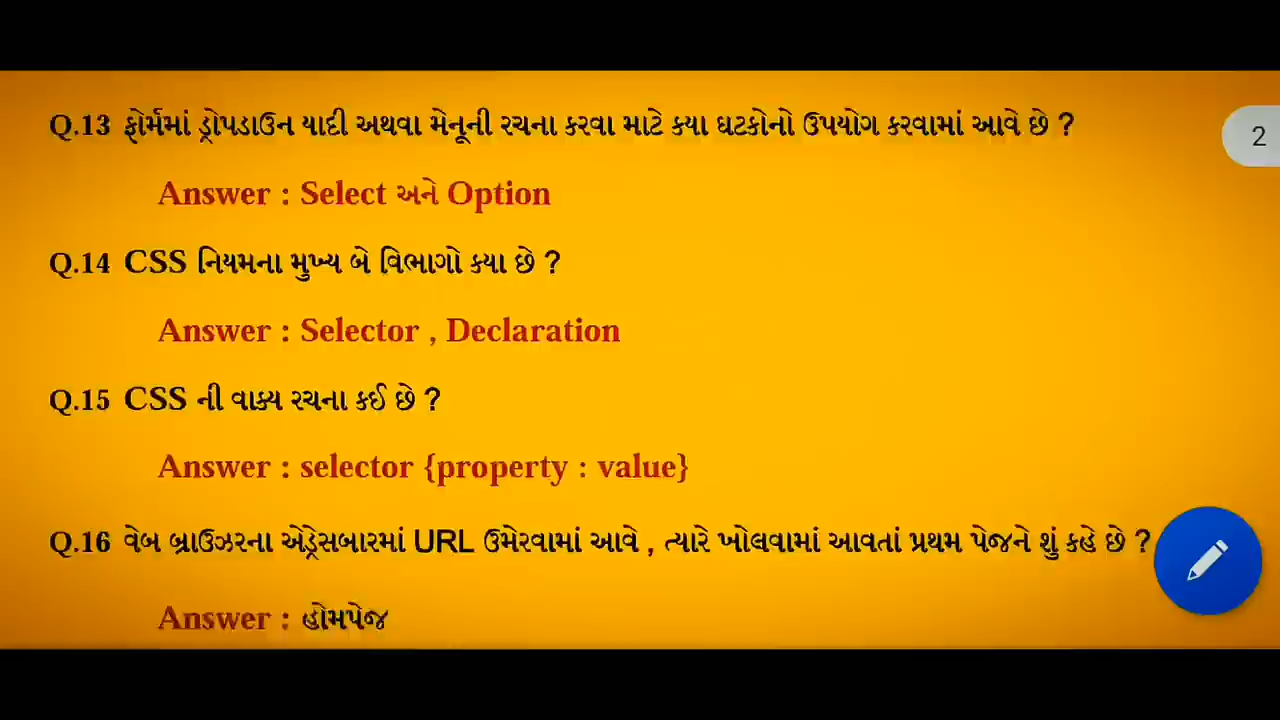 Q.13 ફોર્મમાં ડ્રોપડાઉન યાદી અથવા મેનૂની રચના કરવા માટે ક્યા ઘટકોનો ઉપયોગ કરવામાં આવે છે ?
2
Answer : Select અને Option
Q.14 CSS નિયમના મુખ્ય બે વિભાગો ક્યા છે ?
Answer : Selector , Declaration
Q.15 CSS ની વાક્ય રચના કઈ છે ?
Answer : selector {property : value}
Q.16 વેબ બ્રાઉઝરના એડ્રેસબારમાં URL ઉમેરવામાં આવે , ત્યારે ખોલવામાં આવતાં પ્રથમ પેજને શું કહે છે ?
Answer : હોમપેજ